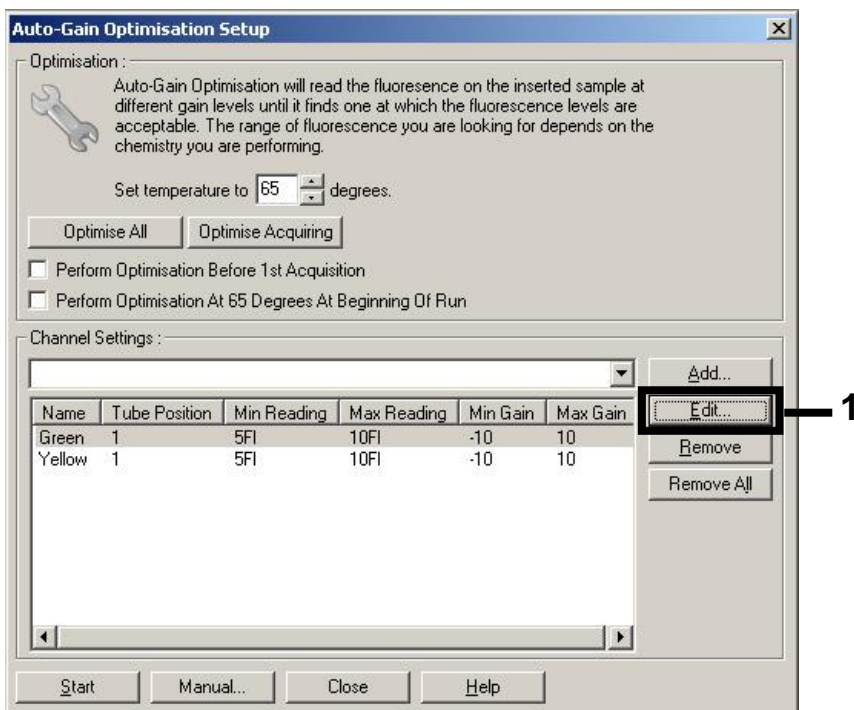 Auto-Gain Optimisation Setup
Optimisation :
Auto-Gain Optimisation will read the fluoresence on the inserted sample at
different gain levels until it finds one at which the fluorescence levels are
acceptable. The range of fluorescence you are looking for depends on the
chemistry you are performing.
Set temperature to 65 degrees.
Optimise All Optimise Acquiring
Perform Optimisation Before 1st Acquisition
Perform Optimisation At 65 Degrees At Beginning Of Run
Channel Settings :
Add...
Name Tube Position Min Reading Max Reading Min Gain Max Gain Edit... 1
Green 1 5Fl 10Fl -10 10
Yellow 1 5Fl 10Fl -10 10
Remove
Remove All
Start Manual... Close Help